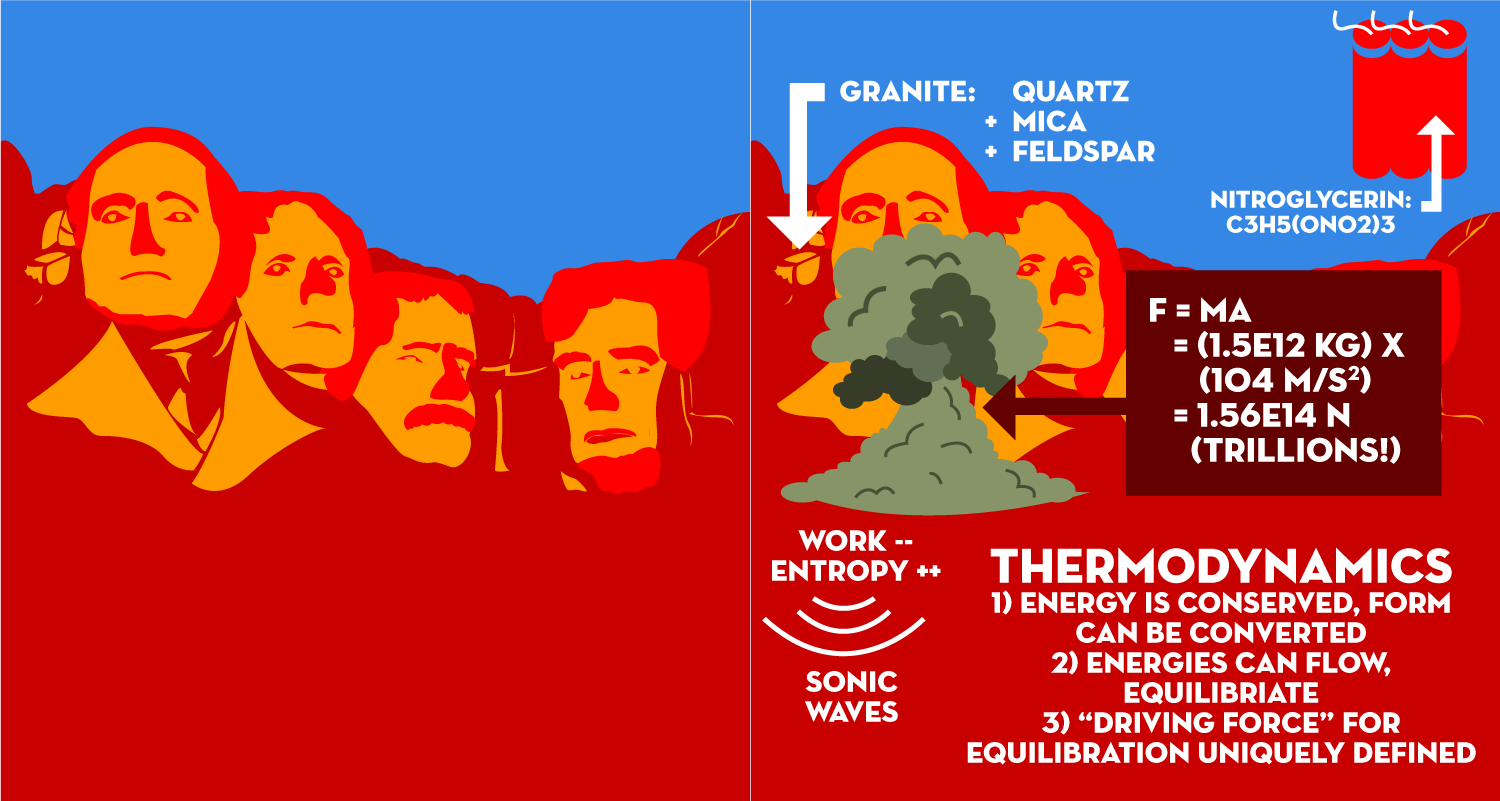 GRANITE: QUARTZ
+ MICA
+ FELDSPAR
NITROGLYCERIN:
C3H5(ONO2)3
F = MA
= (1.5E12 KG) X
(104 M/S²)
= 1.56E14 N
(TRILLIONS!)
WORK --
ENTROPY ++
SONIC
WAVES
THERMODYNAMICS
1) ENERGY IS CONSERVED, FORM
CAN BE CONVERTED
2) ENERGIES CAN FLOW,
EQUILIBRIATE
3) “DRIVING FORCE” FOR
EQUILIBRATION UNIQUELY DEFINED